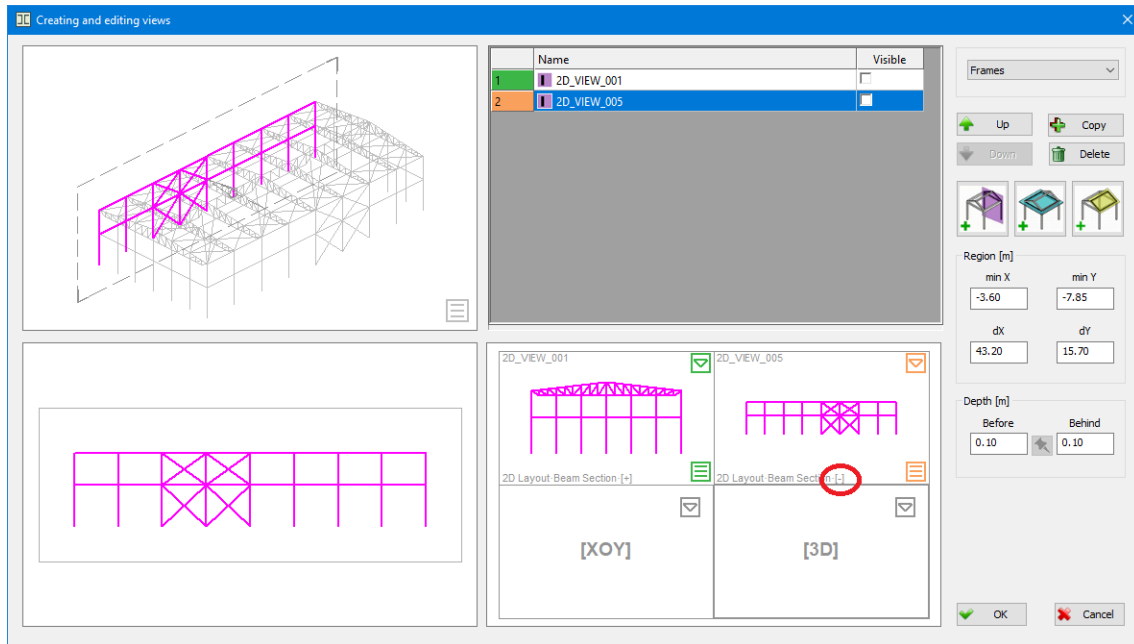 Creating and editing views
Name Visible
1 2D_VIEW_001
2 2D_VIEW_005
Frames
Up Copy
Down Delete
Region [m]
min X min Y
-3.60 -7.85
dX dY
43.20 15.70
Depth [m]
Before Behind
0.10 0.10
2D_VIEW_001 2D_VIEW_005
2D Layout·Beam Section·[+] 2D Layout·Beam Section·[-]
[XOY] [3D]
OK Cancel